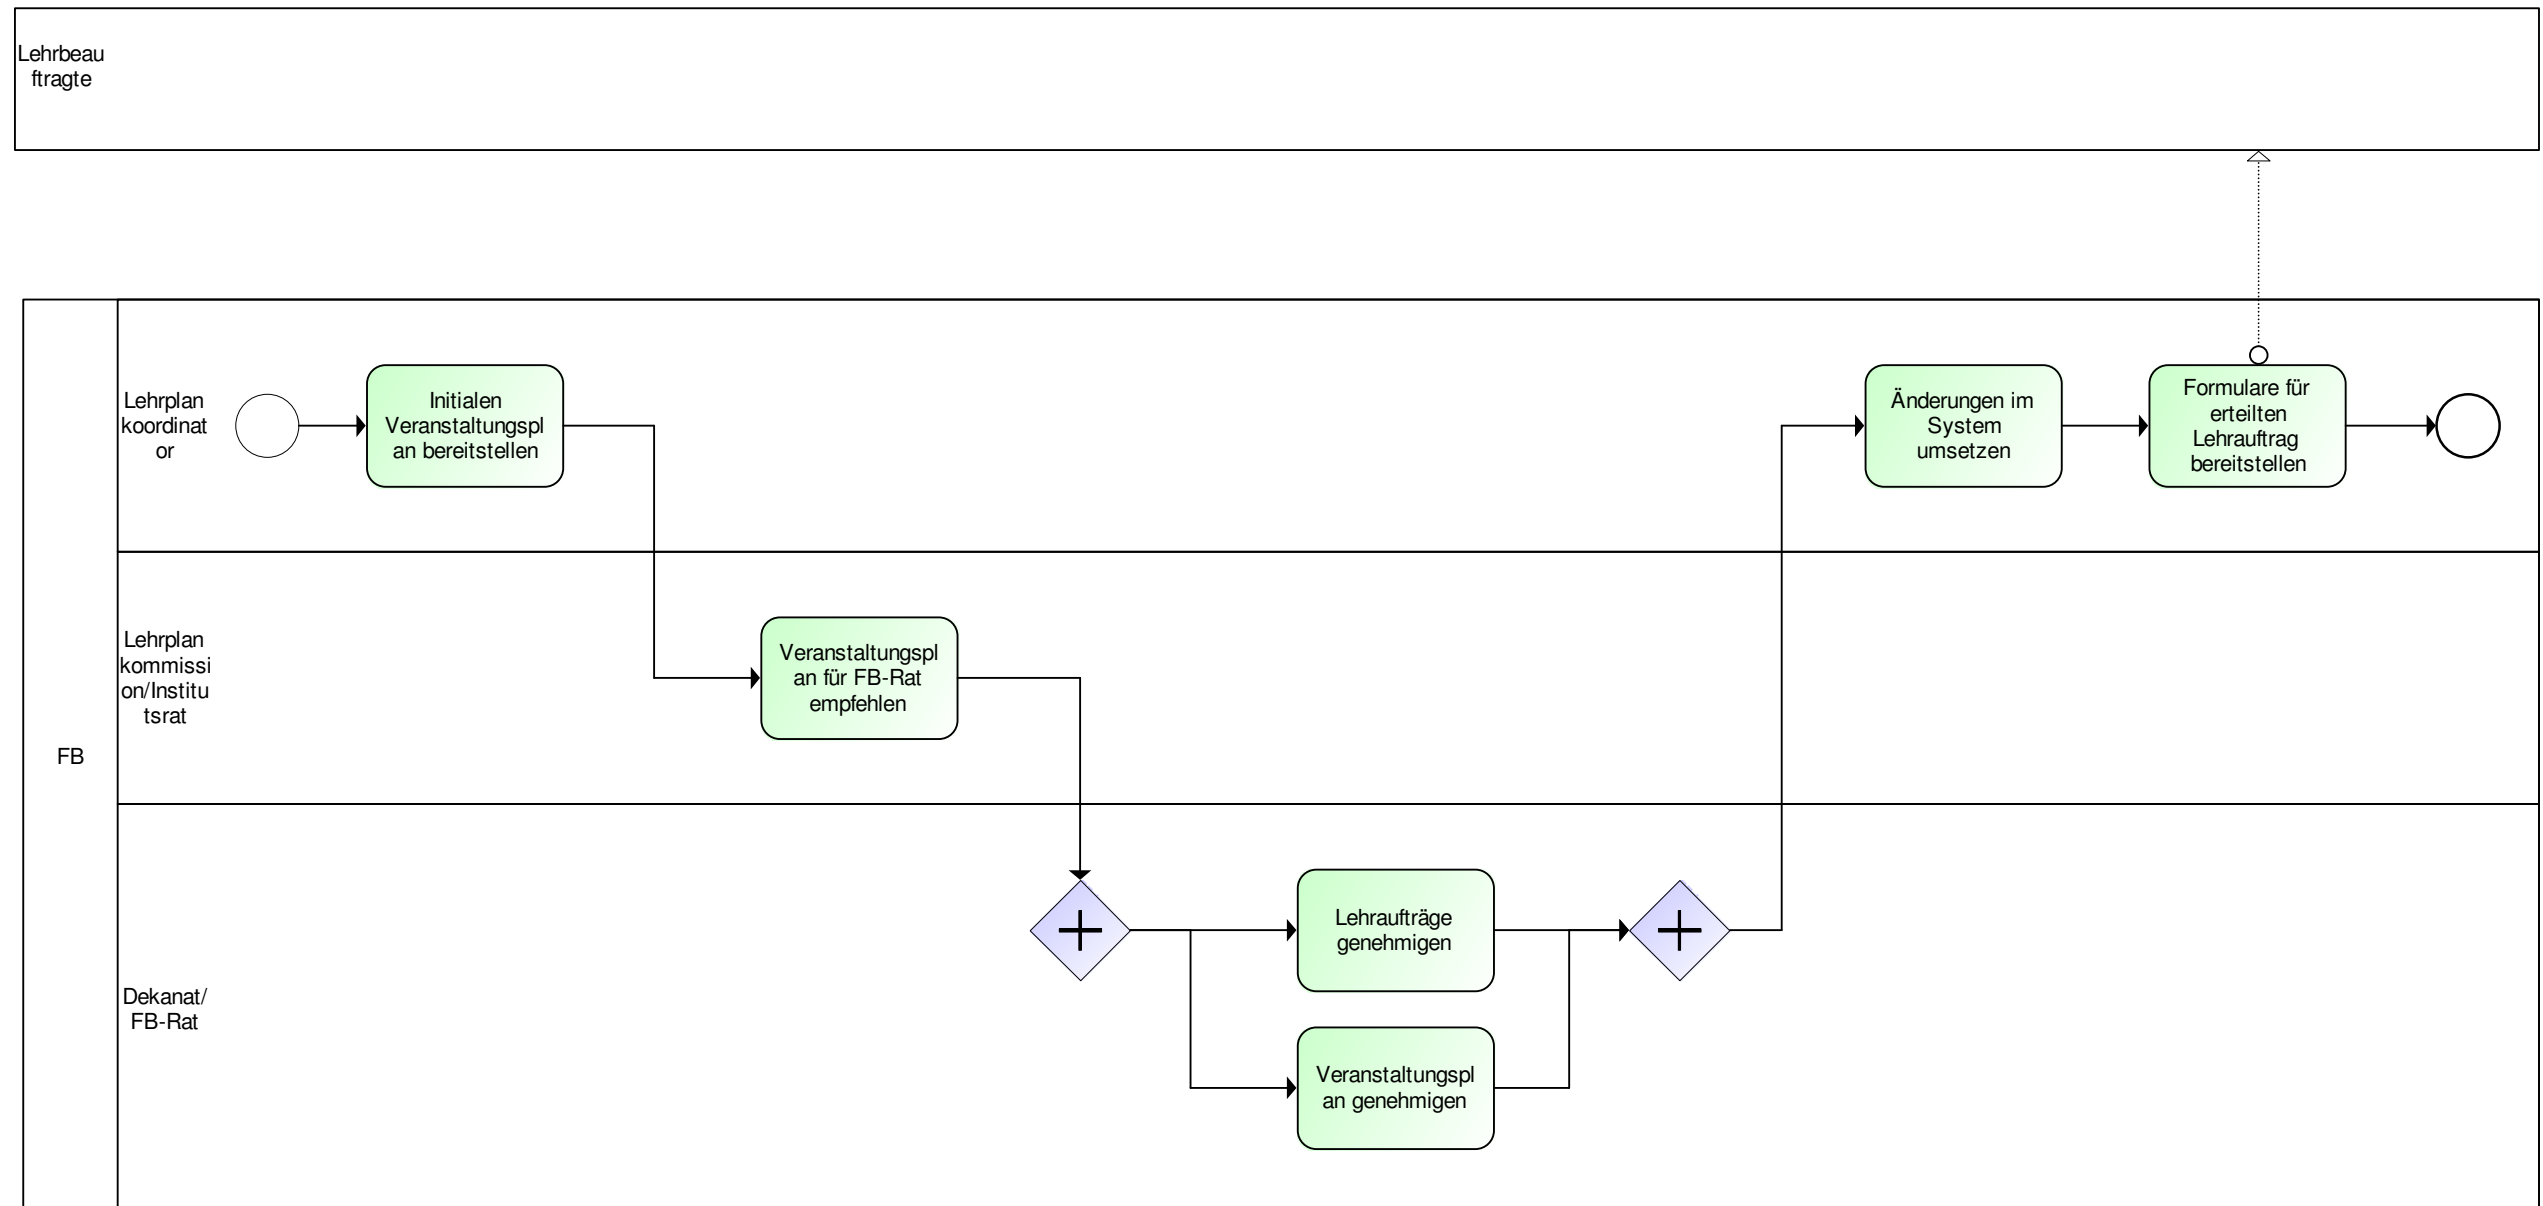 Lehrbeau
ftragte
FB
Lehrplan
koordinat
or
Initialen
Veranstaltungspl
an bereitstellen
Änderungen im
System
umsetzen
Formulare für
erteilten
Lehrauftrag
bereitstellen
Lehrplan
kommissi
on/Institu
tsrat
Veranstaltungspl
an für FB-Rat
empfehlen
Dekanat/
FB-Rat
Lehraufträge
genehmigen
Veranstaltungspl
an genehmigen